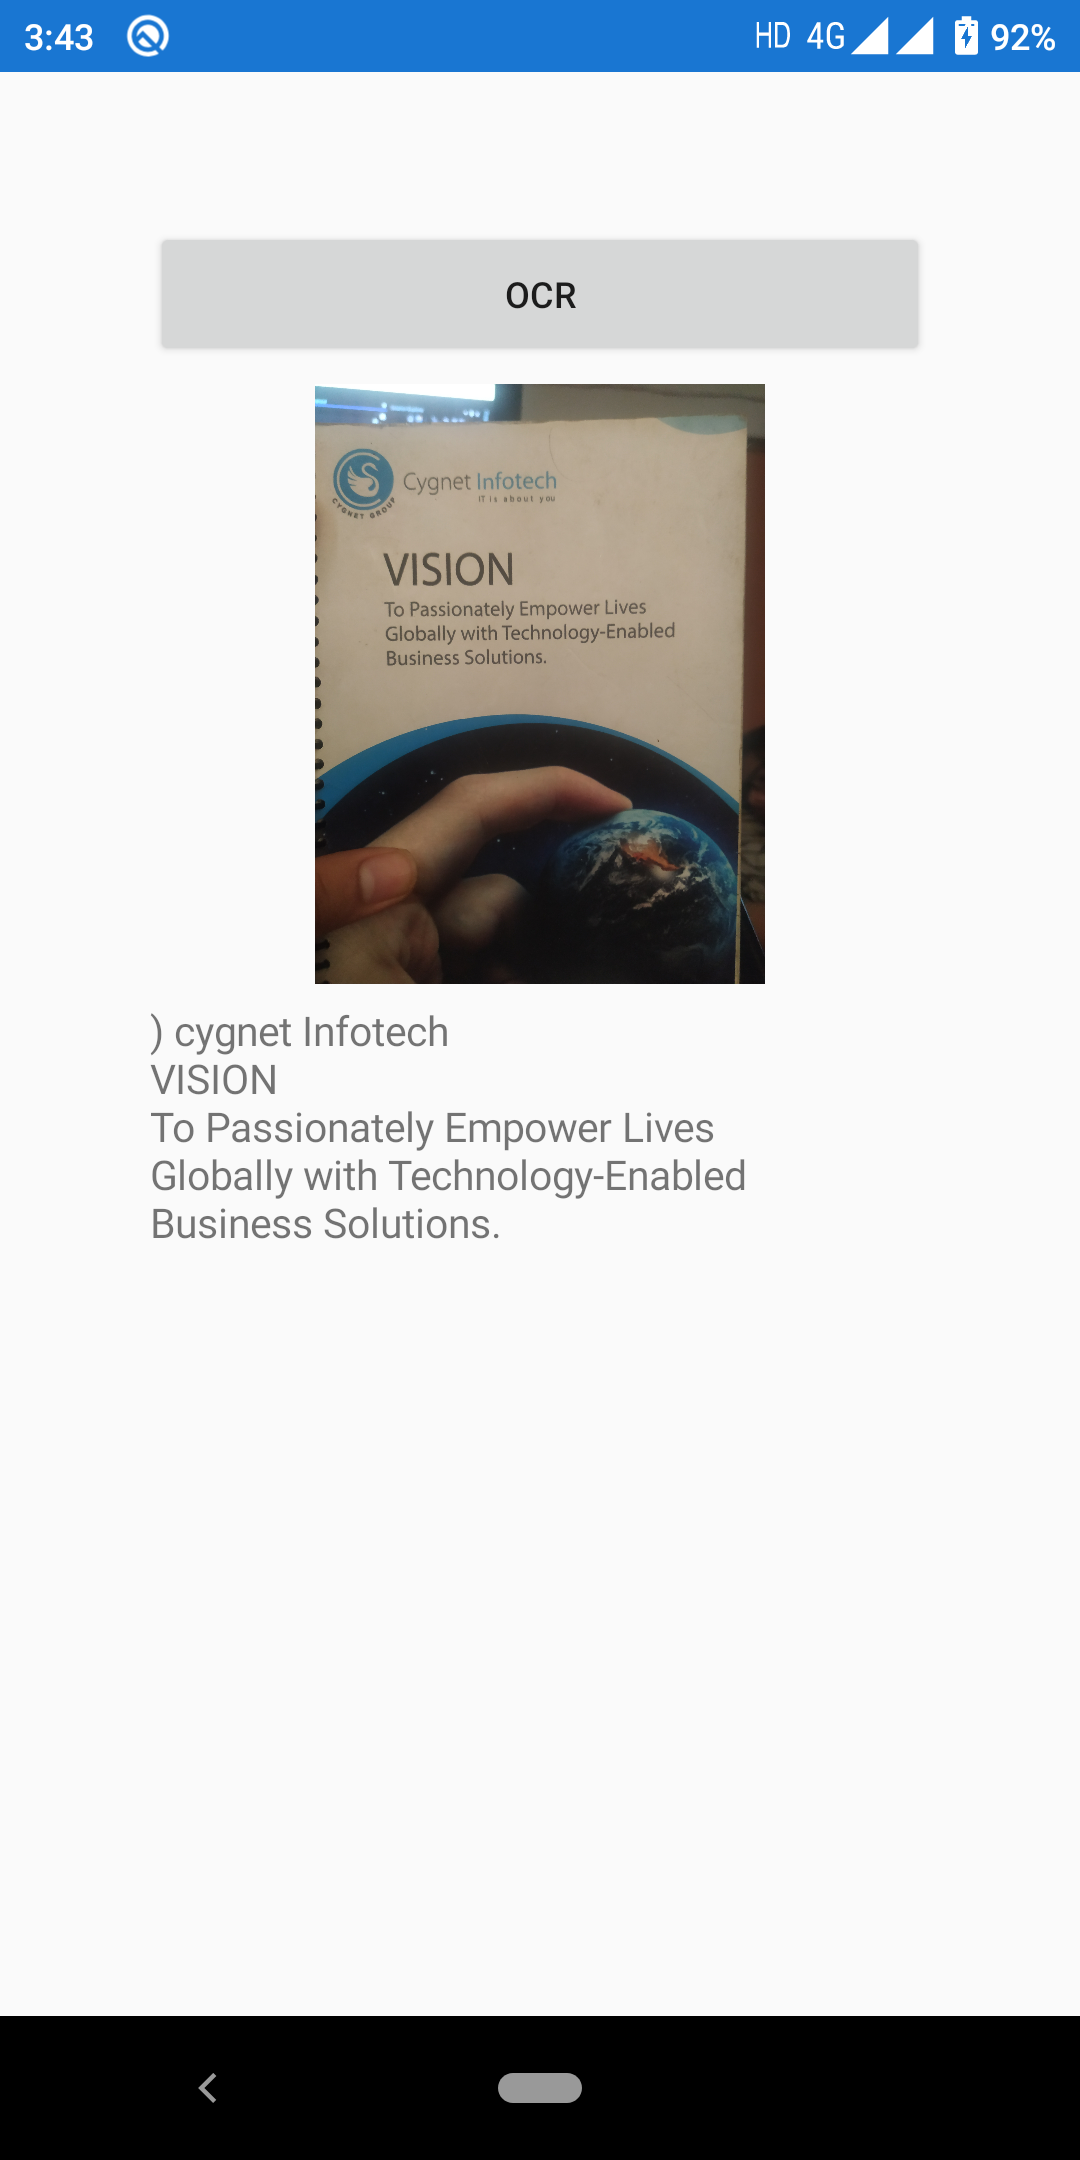 3:43 HD 4G 92%
OCR
Cygnet Infotech
IT is about you
CYGNET GROUP
VISION
To Passionately Empower Lives
Globally with Technology-Enabled
Business Solutions.
) cygnet Infotech
VISION
To Passionately Empower Lives
Globally with Technology-Enabled
Business Solutions.